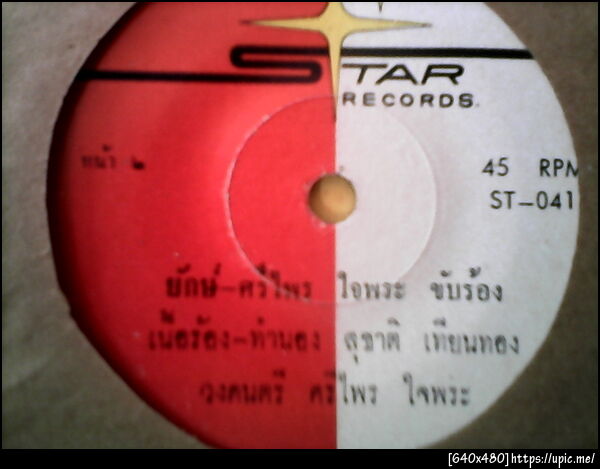 STAR
RECORDS.
หน้า ๒
45 RPM
ST-041
ยักษ์-ศรีไพร ใจพระ ขับร้อง
เนื้อร้อง-ทำนอง สุชาติ เทียนทอง
วงดนตรี ศรีไพร ใจพระ
[640x480]https://upic.me/